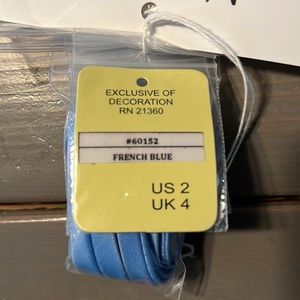 EXCLUSIVE OF
DECORATION
RN 21360
#60152
FRENCH BLUE
US 2
UK 4